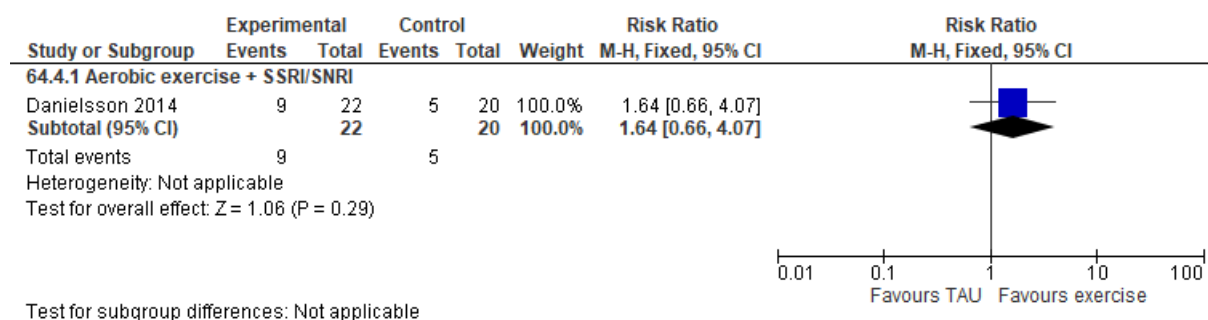 Experimental Control Risk Ratio Risk Ratio
Study or Subgroup Events Total Events Total Weight M-H, Fixed, 95% CI M-H, Fixed, 95% CI
64.4.1 Aerobic exercise + SSRI/SNRI
Danielsson 2014 9 22 5 20 100.0% 1.64 [0.66, 4.07]
Subtotal (95% CI) 22 20 100.0% 1.64 [0.66, 4.07]
Total events 9 5
Heterogeneity: Not applicable
Test for overall effect: Z = 1.06 (P = 0.29)
0.01 0.1 1 10 100
Favours TAU Favours exercise
Test for subgroup differences: Not applicable